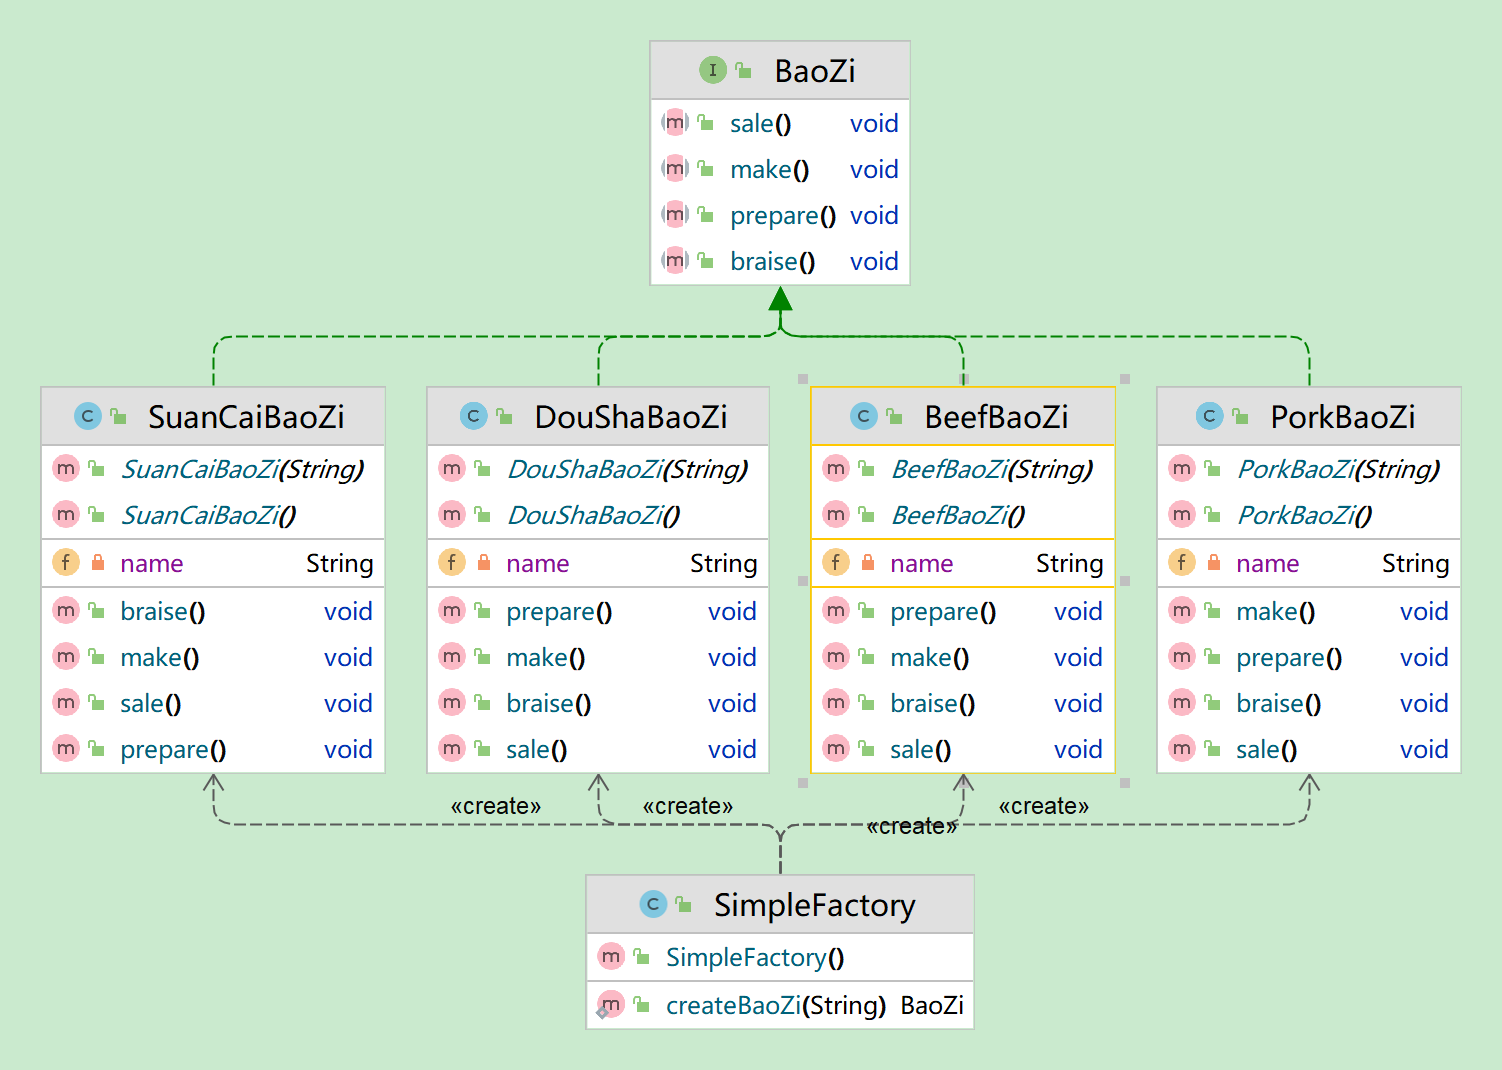 BaoZi
sale() void
make() void
prepare() void
braise() void
SuanCaiBaoZi
SuanCaiBaoZi(String)
SuanCaiBaoZi()
name String
braise() void
make() void
sale() void
prepare() void
DouShaBaoZi
DouShaBaoZi(String)
DouShaBaoZi()
name String
prepare() void
make() void
braise() void
sale() void
BeefBaoZi
BeefBaoZi(String)
BeefBaoZi()
name String
prepare() void
make() void
braise() void
sale() void
PorkBaoZi
PorkBaoZi(String)
PorkBaoZi()
name String
make() void
prepare() void
braise() void
sale() void
«create»
«create»
«create»
«create»
SimpleFactory
SimpleFactory()
createBaoZi(String) BaoZi